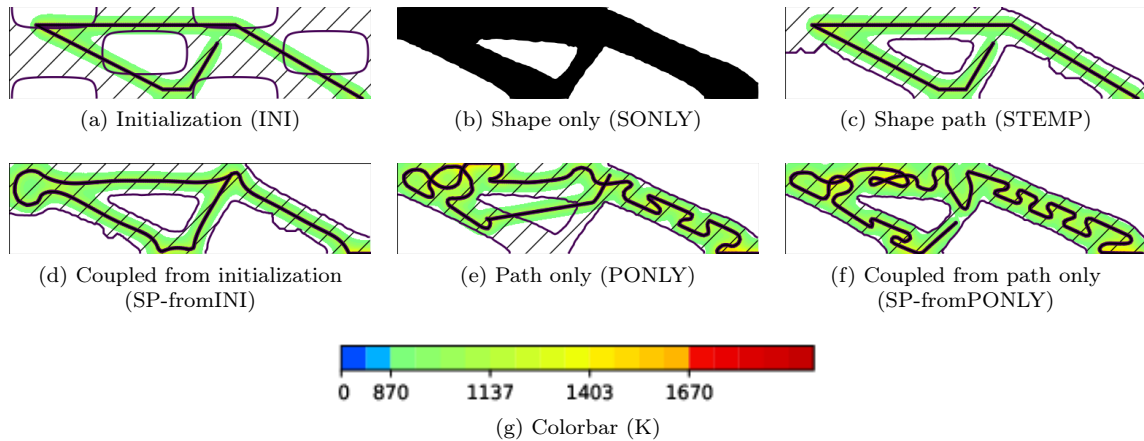 (a) Initialization (INI)
(b) Shape only (SONLY)
(c) Shape path (STEMP)
(d) Coupled from initialization
(SP-fromINI)
(e) Path only (PONLY)
(f) Coupled from path only
(SP-fromPONLY)
0 870 1137 1403 1670
(g) Colorbar (K)